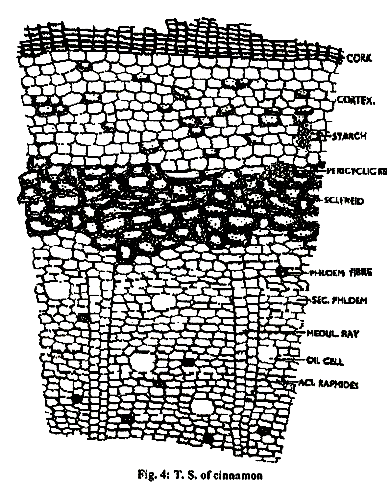 CORK
CORTEX.
STARCH
PERICYCLIC
SCLEREID
PHLOEM FIBRE
SEC. PHLOEM
MEDUL. RAY
OIL CELL
ACI. RAPHIDES
Fig. 4: T. S. of cinnamon